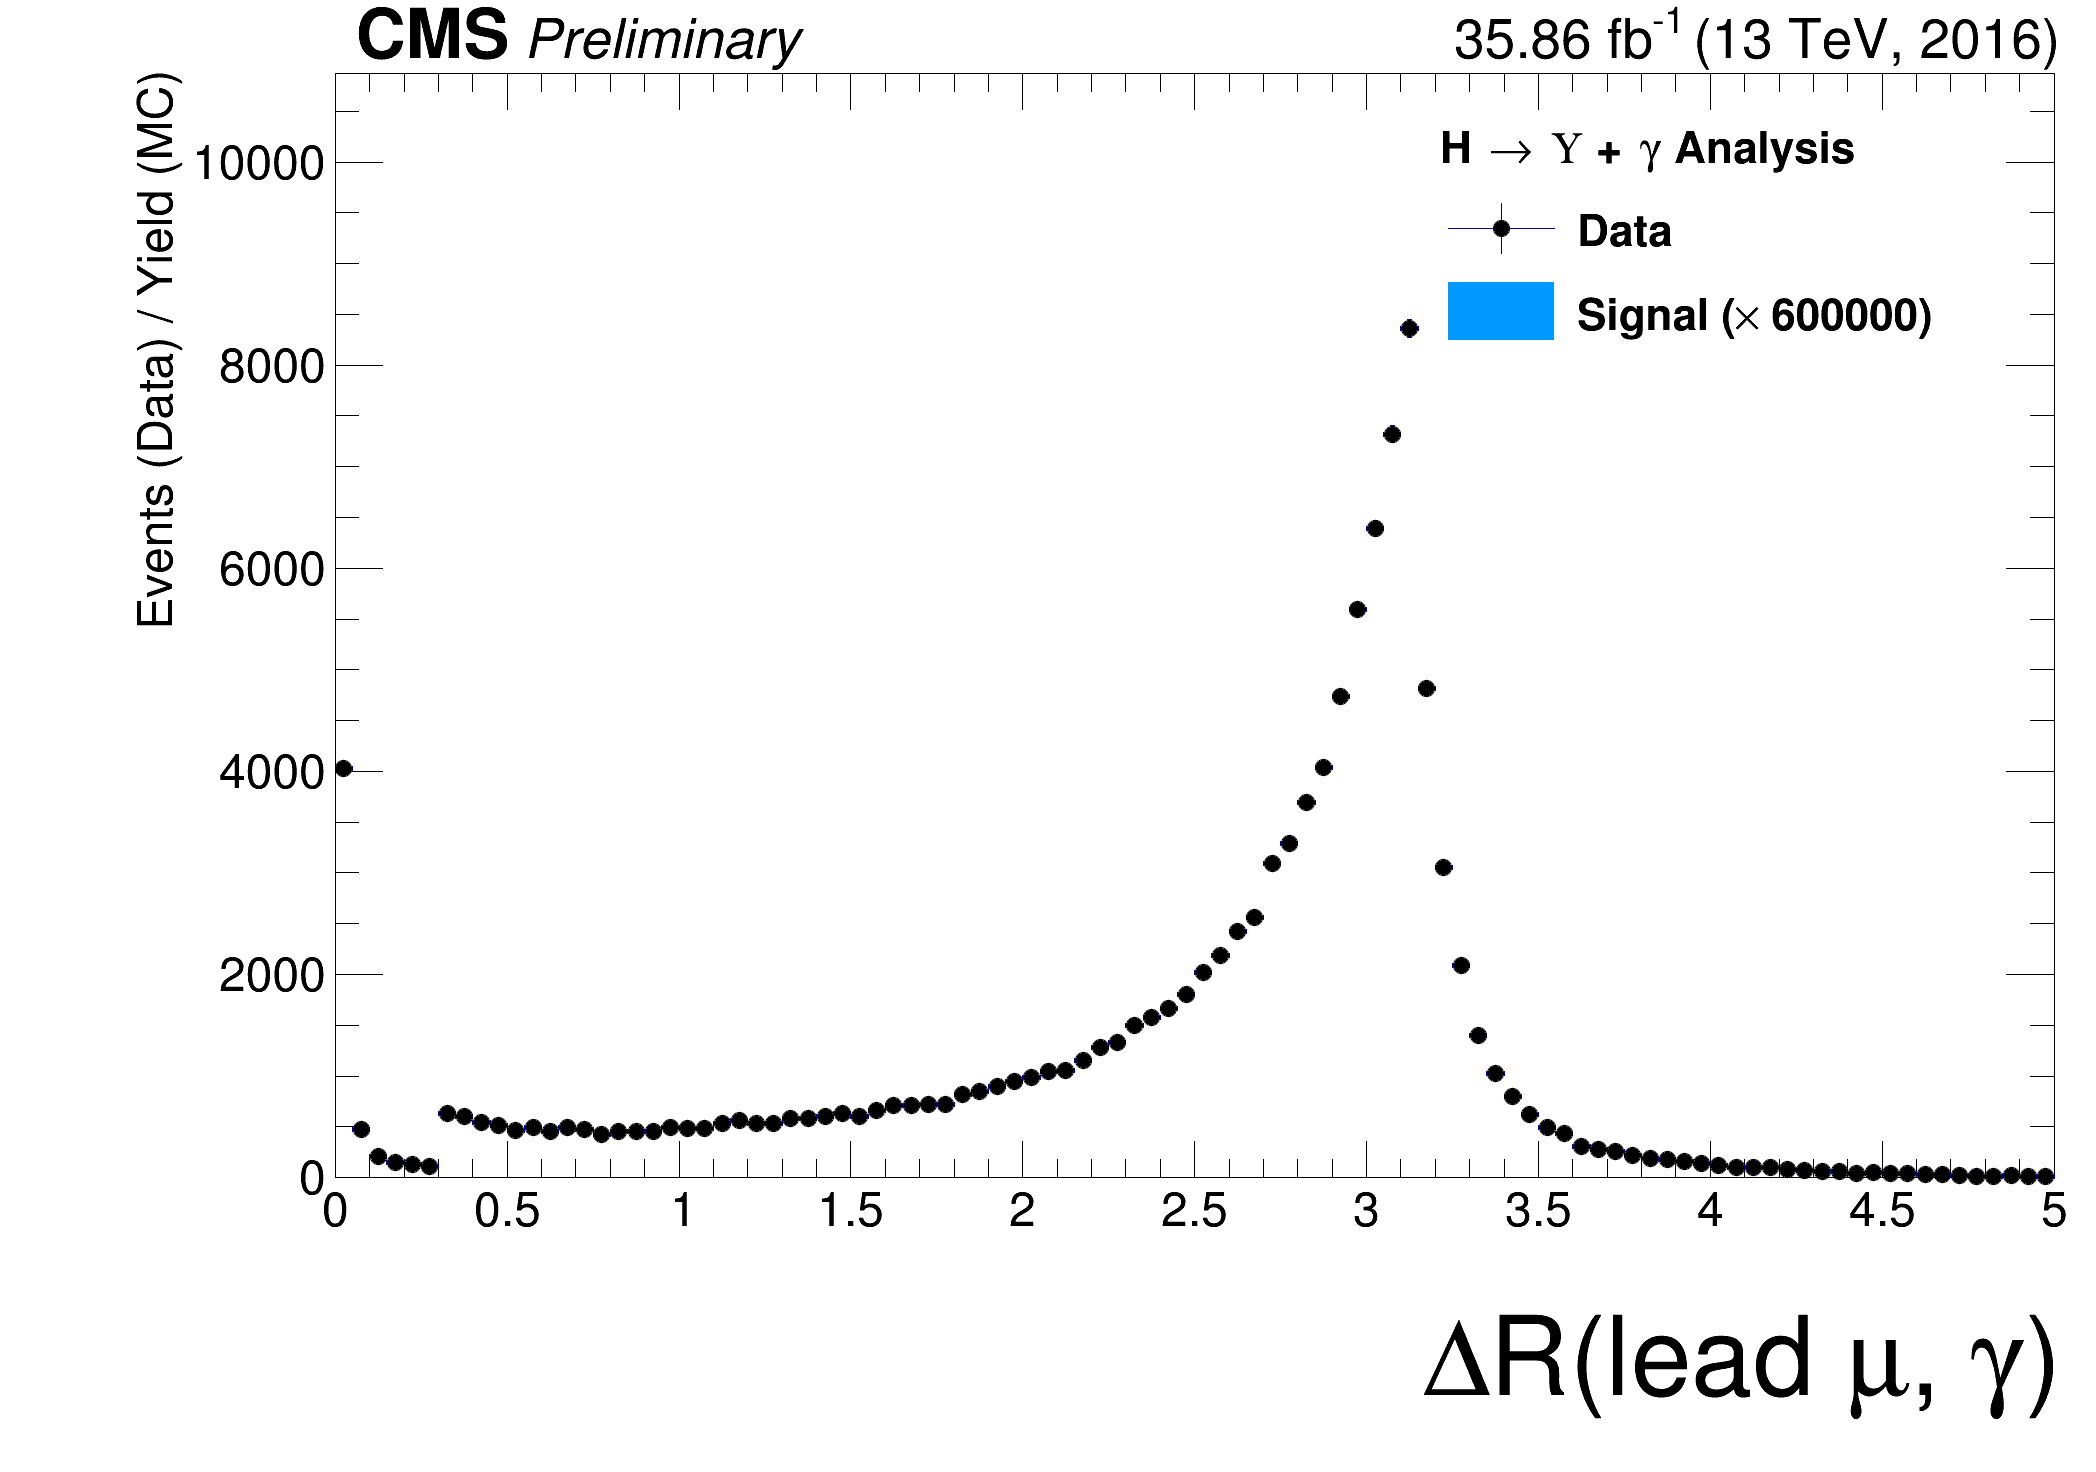 CMS Preliminary
35.86 fb-1 (13 TeV, 2016)
Events (Data) / Yield (MC)
H → ϒ + γ Analysis
Data
Signal (× 600000)
10000
8000
6000
4000
2000
0
0 0.5 1 1.5 2 2.5 3 3.5 4 4.5 5
ΔR(lead μ, γ)